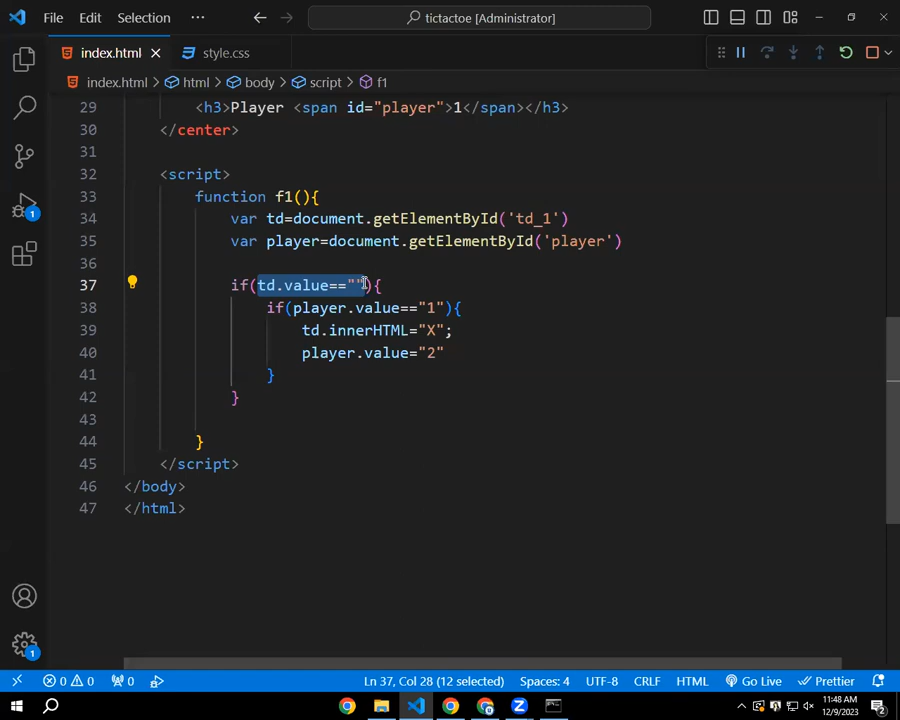 File Edit Selection ··· tictactoe [Administrator]
index.html style.css
index.html > html > body > script > f1
29 <h3>Player <span id="player">1</span></h3>
30 </center>
31
32 <script>
33 function f1(){
34 var td=document.getElementById('td_1')
35 var player=document.getElementById('player')
36
37 if(td.value==""){
38 if(player.value=="1"){
39 td.innerHTML="X";
40 player.value="2"
41 }
42 }
43
44 }
45 </script>
46 </body>
47 </html>
1
1
0 0 0 Ln 37, Col 28 (12 selected) Spaces: 4 UTF-8 CRLF HTML Go Live Prettier
11:48 AM
12/9/2023
2